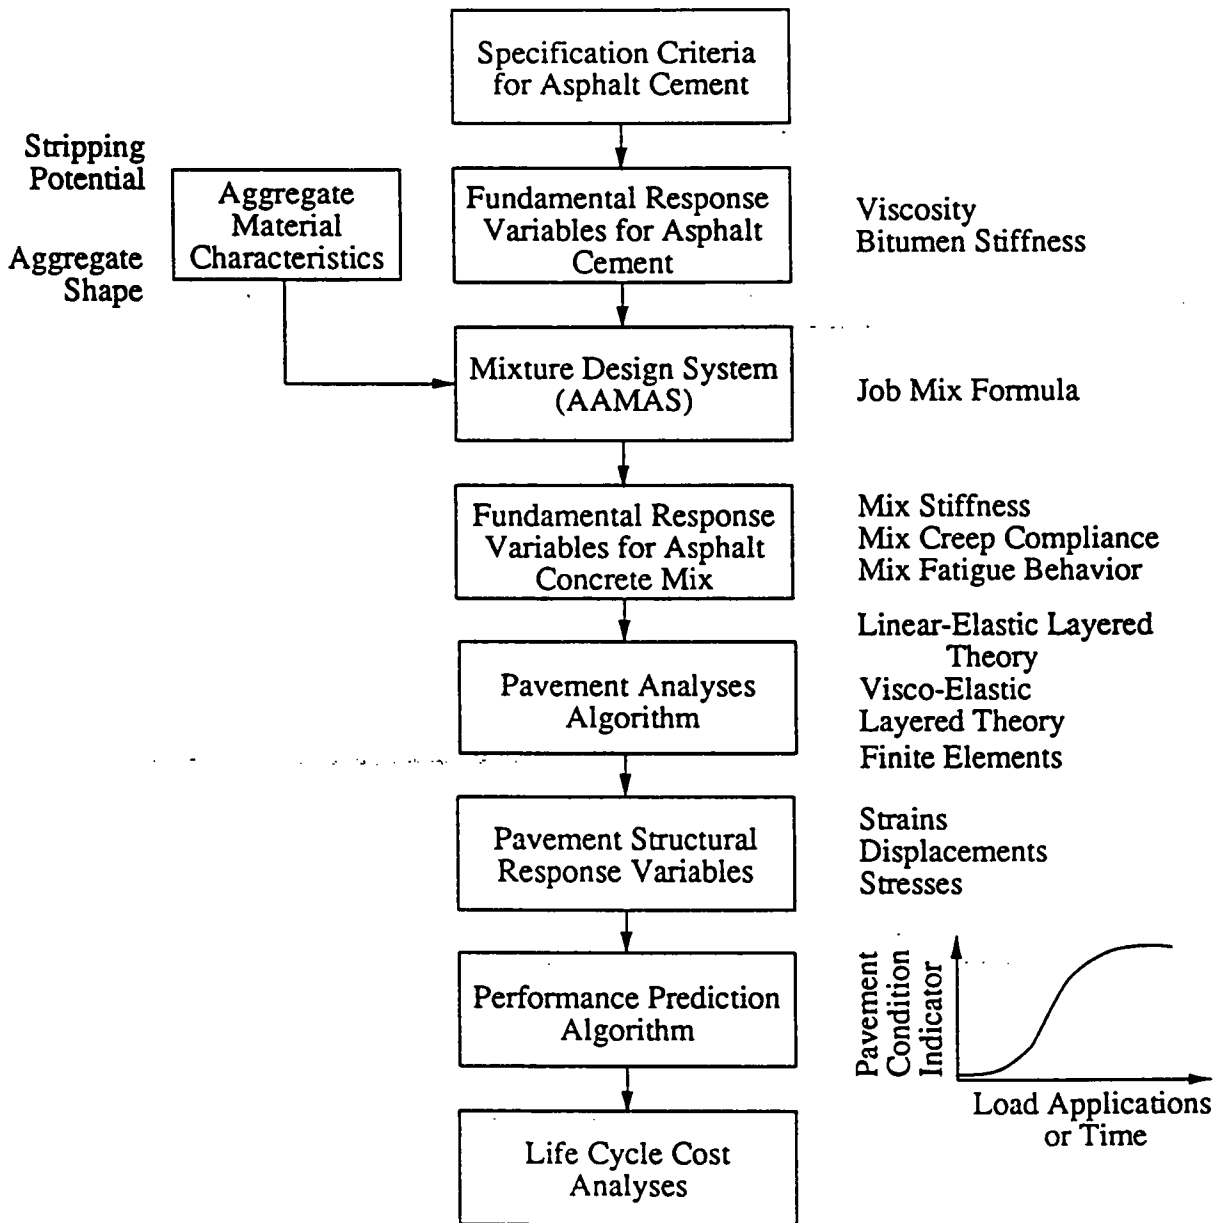 Specification Criteria
for Asphalt Cement
Stripping
Potential
Aggregate
Shape
Aggregate
Material
Characteristics
Fundamental Response
Variables for Asphalt
Cement
Viscosity
Bitumen Stiffness
Mixture Design System
(AAMAS)
Job Mix Formula
Fundamental Response
Variables for Asphalt
Concrete Mix
Mix Stiffness
Mix Creep Compliance
Mix Fatigue Behavior
Pavement Analyses
Algorithm
Linear-Elastic Layered
Theory
Visco-Elastic
Layered Theory
Finite Elements
Pavement Structural
Response Variables
Strains
Displacements
Stresses
Performance Prediction
Algorithm
Pavement
Condition
Indicator
Load Applications
or Time
Life Cycle Cost
Analyses